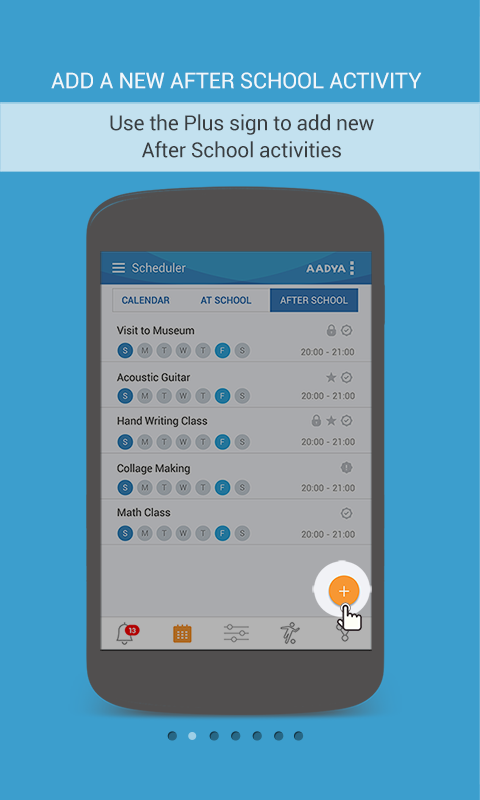 ADD A NEW AFTER SCHOOL ACTIVITY
Use the Plus sign to add new
After School activities
Scheduler AADYA
CALENDAR AT SCHOOL AFTER SCHOOL
Visit to Museum
S M T W T F S 20:00 - 21:00
Acoustic Guitar
S M T W T F S 20:00 - 21:00
Hand Writing Class
S M T W T F S 20:00 - 21:00
Collage Making
S M T W T F S 20:00 - 21:00
Math Class
S M T W T F S 20:00 - 21:00
+
13